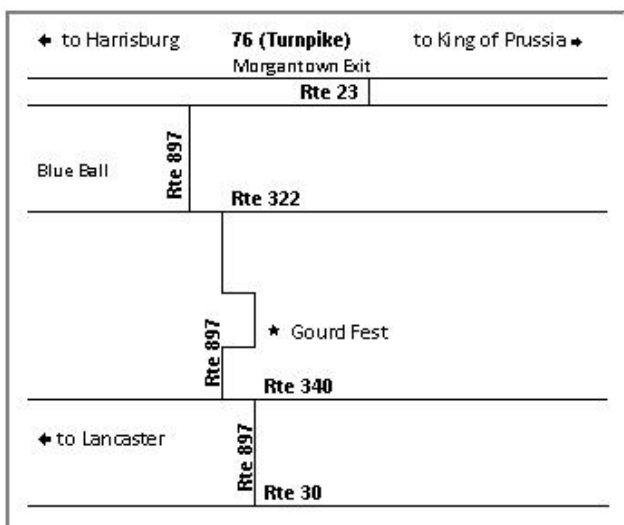 ← to Harrisburg 76 (Turnpike) to King of Prussia →
Morgantown Exit
Rte 23
Rte 897
Blue Ball
Rte 322
Rte 897
★ Gourd Fest
Rte 340
← to Lancaster
Rte 897
Rte 30